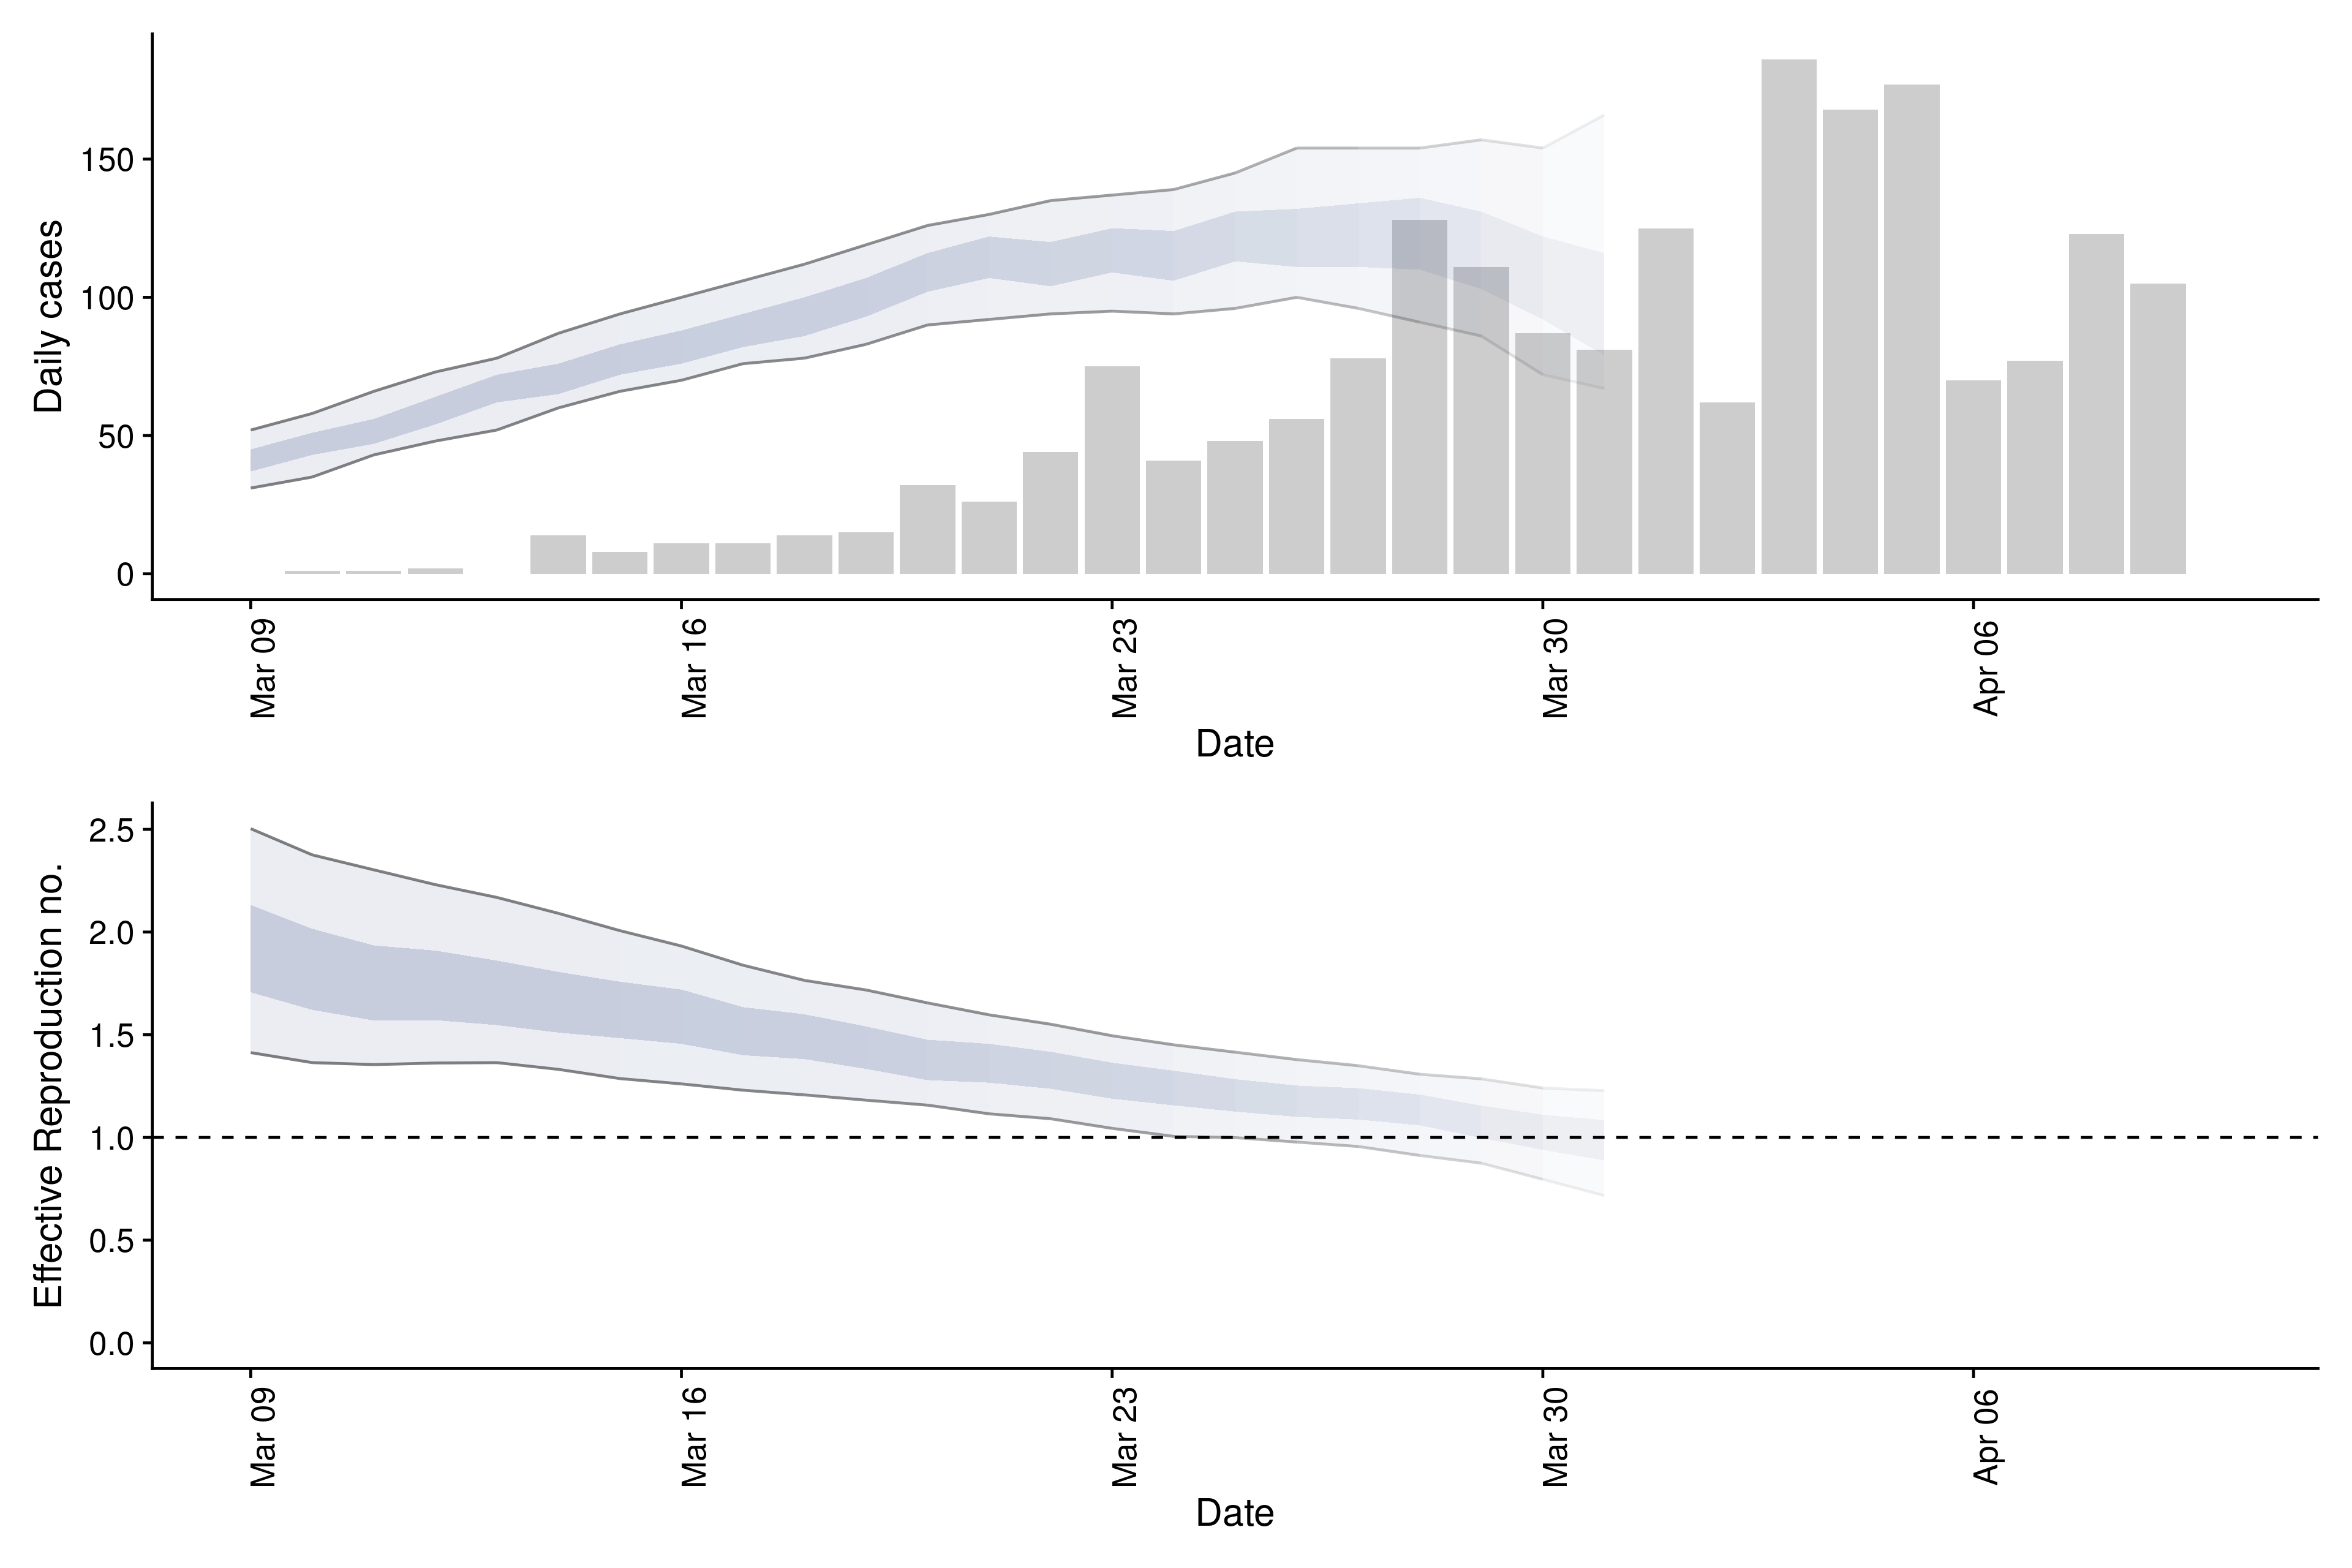 Daily cases
150
100
50
0
Mar 09
Mar 16
Mar 23
Mar 30
Apr 06
Date
Effective Reproduction no.
2.5
2.0
1.5
1.0
0.5
0.0
Mar 09
Mar 16
Mar 23
Mar 30
Apr 06
Date